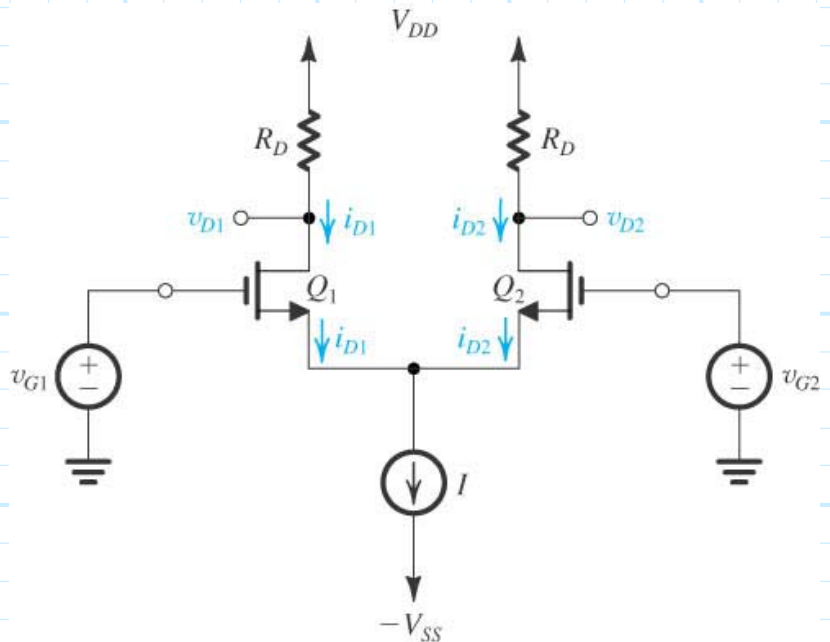 V_DD
R_D R_D
v_D1 i_D1 i_D2 v_D2
Q_1 Q_2
i_D1 i_D2
v_G1 + − + − v_G2
I
−V_SS